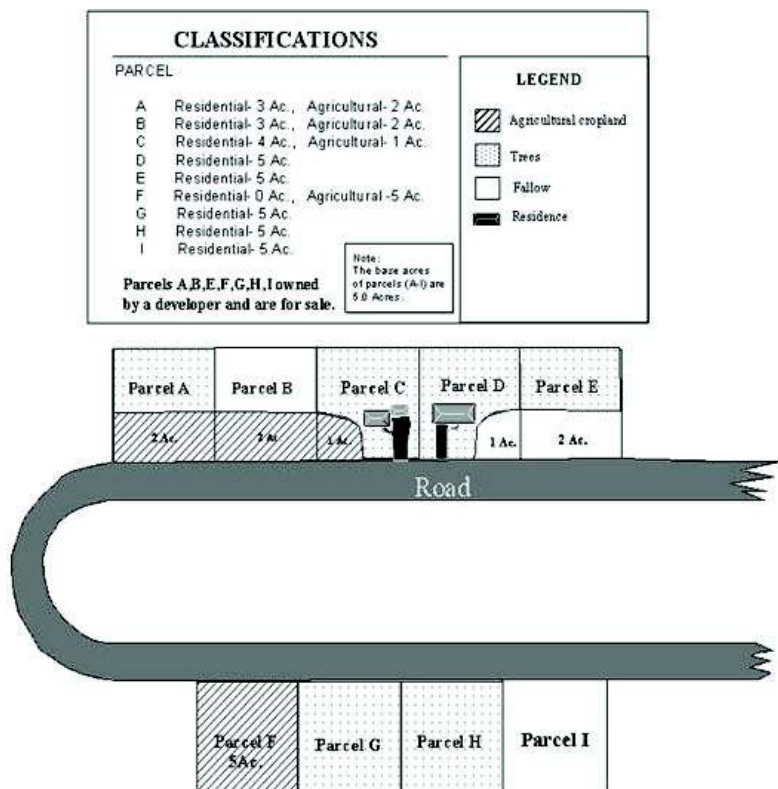 CLASSIFICATIONS
PARCEL
A Residential- 3 Ac., Agricultural- 2 Ac.
B Residential- 3 Ac., Agricultural- 2 Ac.
C Residential- 4 Ac., Agricultural- 1 Ac.
D Residential- 5 Ac.
E Residential- 5 Ac.
F Residential- 0 Ac., Agricultural -5 Ac.
G Residential- 5 Ac.
H Residential- 5 Ac.
I Residential- 5 Ac.
Parcels A,B,E,F,G,H,I owned
by a developer and are for sale.
Note:
The base acres
of parcels (A-I) are
5.0 Acres.
LEGEND
Agricultural cropland
Trees
Fallow
Residence
Parcel A
Parcel B
Parcel C
Parcel D
Parcel E
2 Ac.
2 Ac
1 Ac.
1 Ac.
2 Ac.
Road
Parcel F
5Ac.
Parcel G
Parcel H
Parcel I